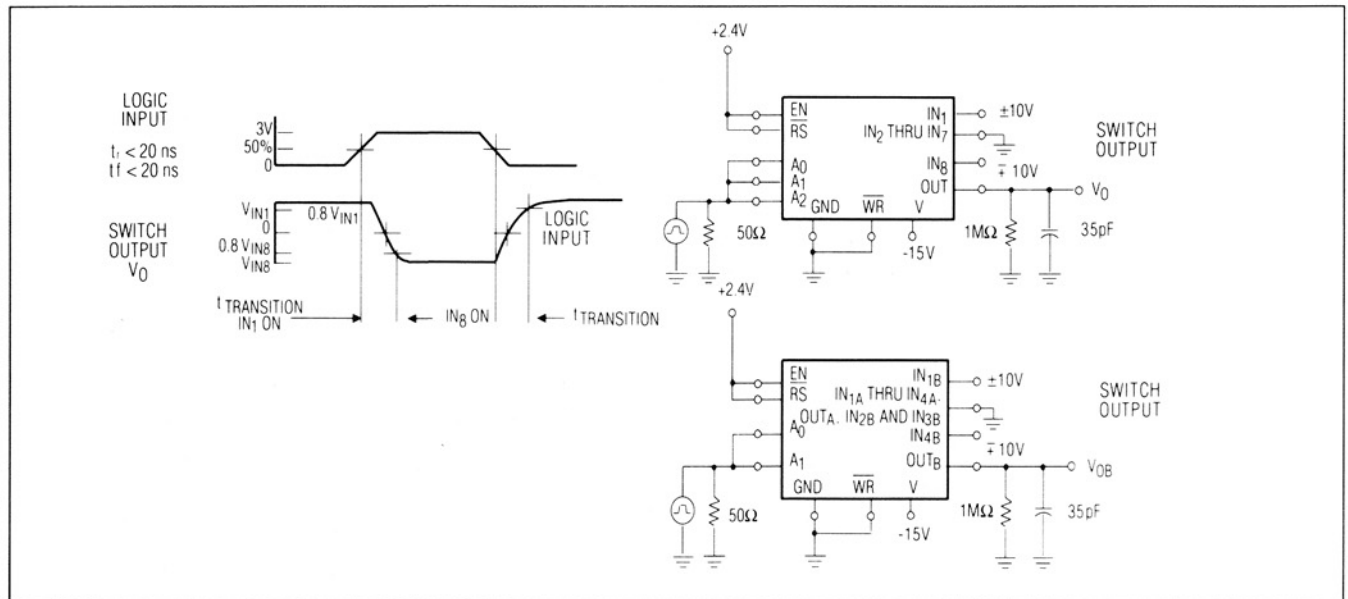 LOGIC
INPUT
tr < 20 ns
tf < 20 ns
3V
50%
0
SWITCH
OUTPUT
VO
VIN1
0
0.8 VIN8
VIN8
0.8 VIN1
LOGIC
INPUT
t TRANSITION
IN1 ON
IN8 ON
t TRANSITION
+2.4V
EN
RS
A0
A1
A2
GND
WR
V
-15V
50Ω
IN1
±10V
IN2 THRU IN7
IN8
∓10V
OUT
SWITCH
OUTPUT
VO
1MΩ
35pF
+2.4V
EN
RS
A0
A1
GND
WR
V
-15V
50Ω
IN1B
±10V
IN1A THRU IN4A.
OUTA. IN2B AND IN3B
IN4B
∓10V
OUTB
SWITCH
OUTPUT
VOB
1MΩ
35pF